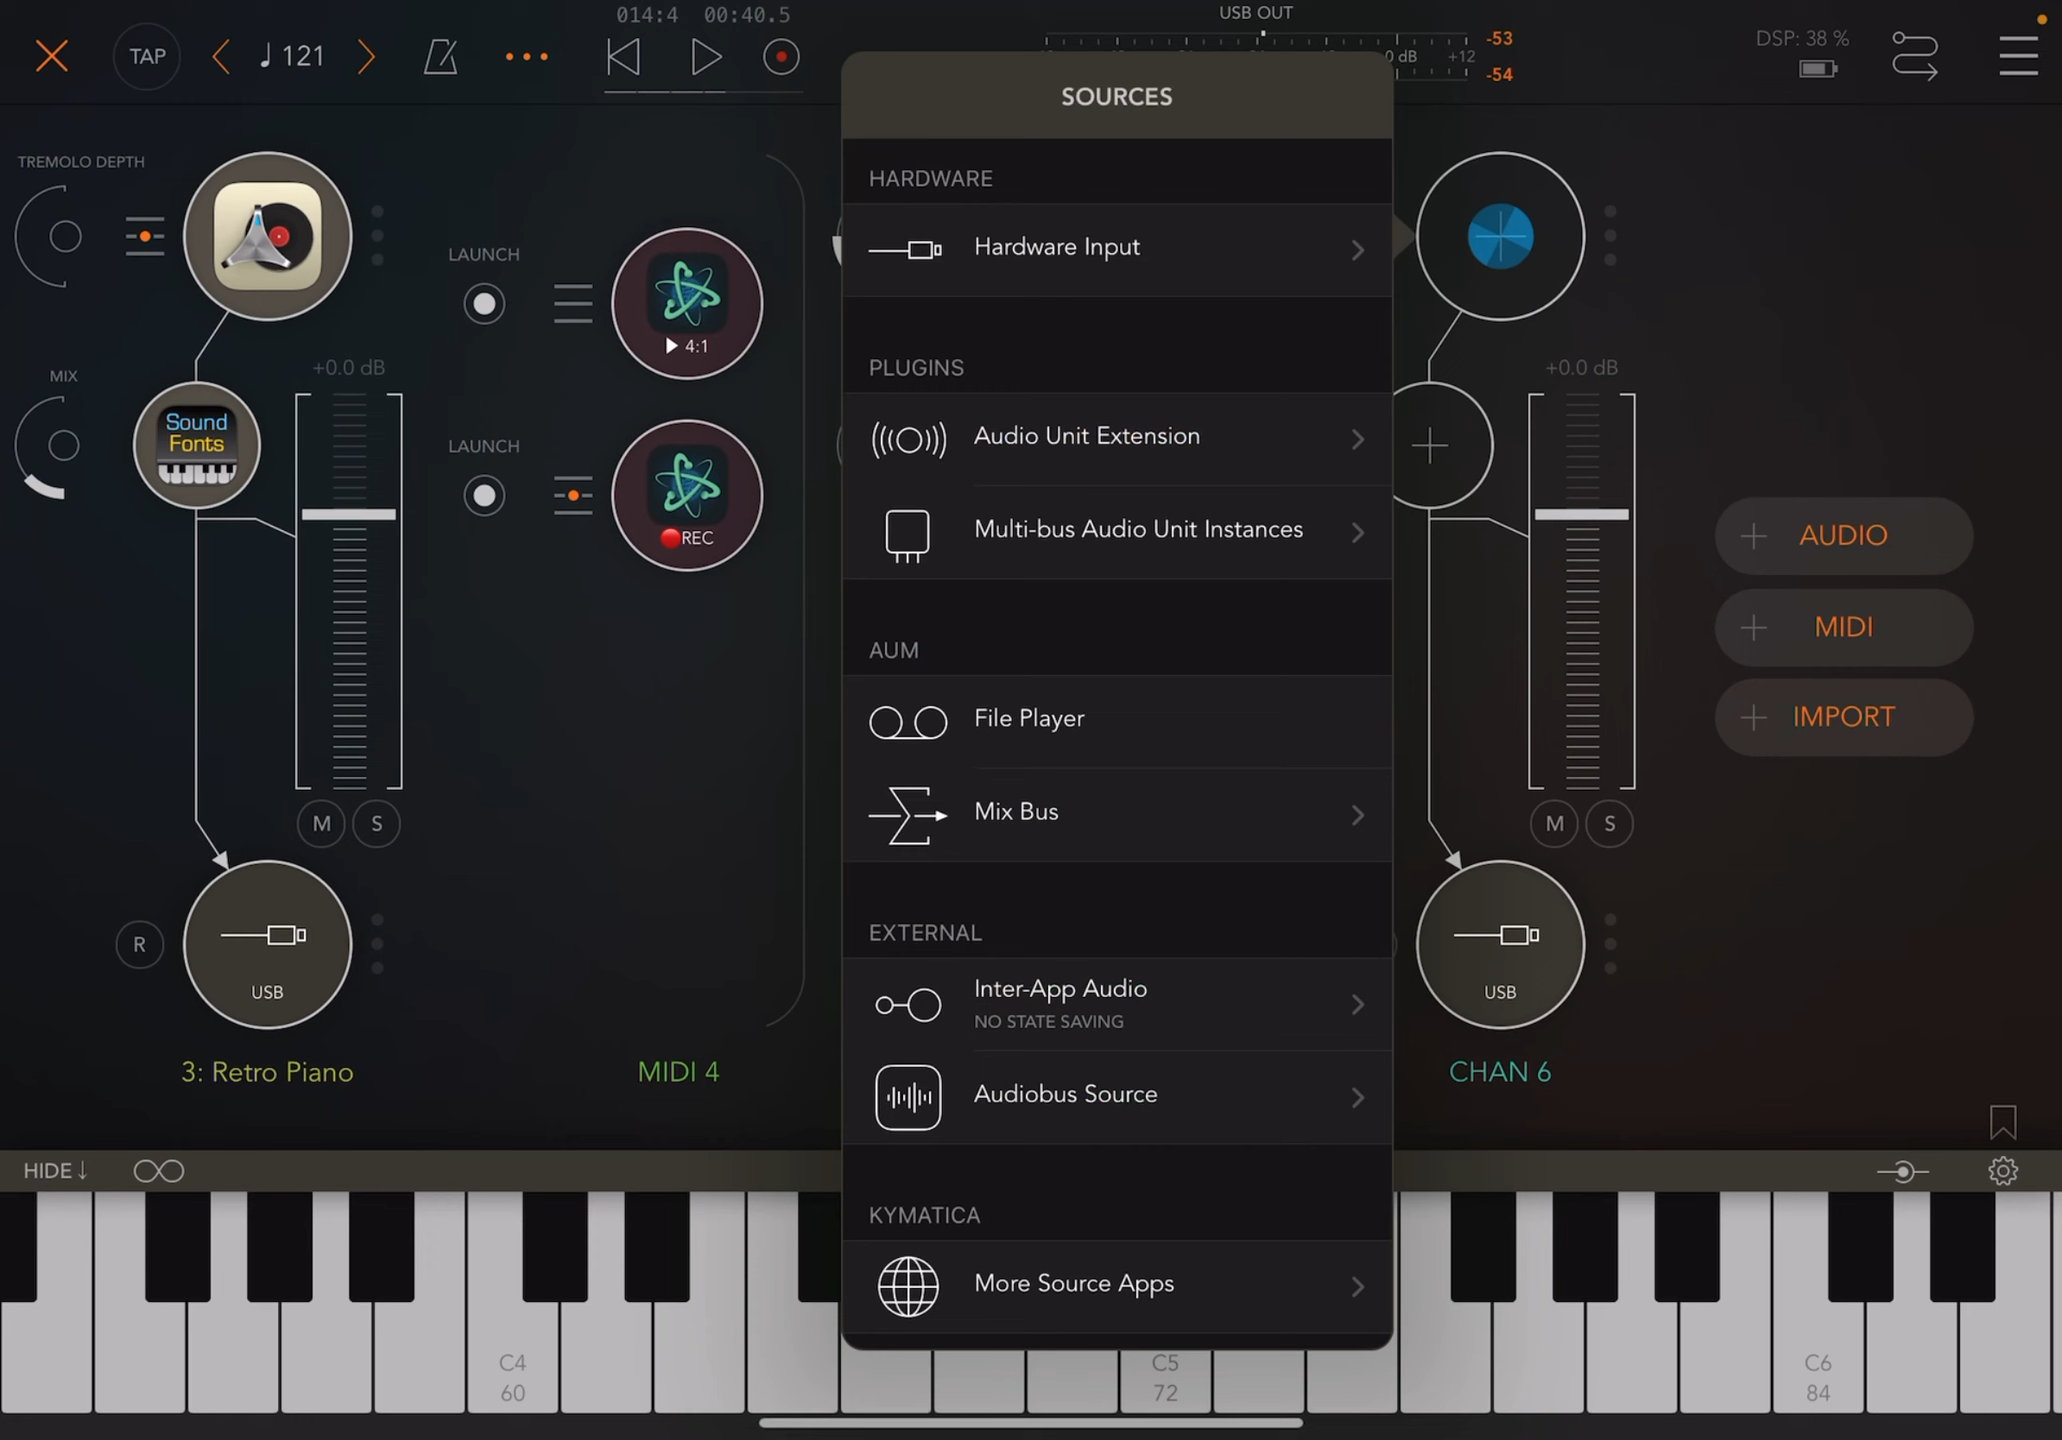 014:4 00:40.5
USB OUT
TAP
121
0 dB
+12
-53
-54
DSP: 38 %
SOURCES
HARDWARE
Hardware Input
PLUGINS
Audio Unit Extension
Multi-bus Audio Unit Instances
AUM
File Player
Mix Bus
EXTERNAL
Inter-App Audio
NO STATE SAVING
Audiobus Source
KYMATICA
More Source Apps
TREMOLO DEPTH
MIX
Sound
Fonts
+0.0 dB
M S
R
USB
3: Retro Piano
LAUNCH
4:1
LAUNCH
REC
MIDI 4
+0.0 dB
M S
USB
CHAN 6
AUDIO
MIDI
IMPORT
HIDE
C4
60
C5
72
C6
84